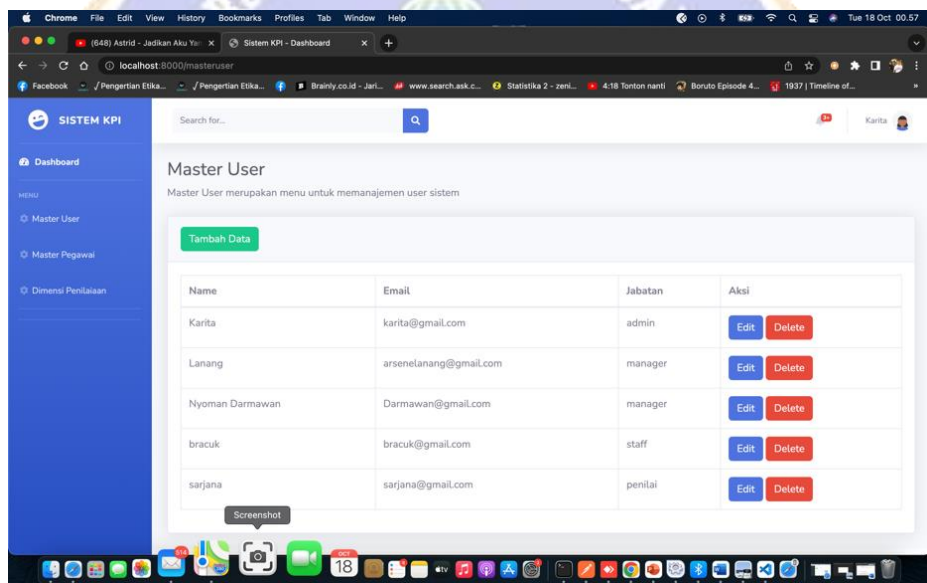 Chrome File Edit View History Bookmarks Profiles Tab Window Help Tue 18 Oct 00.57
(648) Astrid - Jadikan Aku Yan Sistem KPI - Dashboard
localhost:8000/masteruser
Facebook √Pengertian Etika... √Pengertian Etika... Brainly.co.id - Jari... www.search.ask.c... Statistika 2 - zeni... 4:18 Tonton nanti Boruto Episode 4... 1937 | Timeline of... »
SISTEM KPI Search for... 3+ Karita
Dashboard
MENU
Master User
Master Pegawai
Dimensi Penilaiaan
Master User
Master User merupakan menu untuk memanajemen user sistem
Tambah Data
Name Email Jabatan Aksi
Karita karita@gmail.com admin Edit Delete
Lanang arsenelanang@gmail.com manager Edit Delete
Nyoman Darmawan Darmawan@gmail.com manager Edit Delete
bracuk bracuk@gmail.com staff Edit Delete
sarjana sarjana@gmail.com penilai Edit Delete
Screenshot
OCT
18
tv